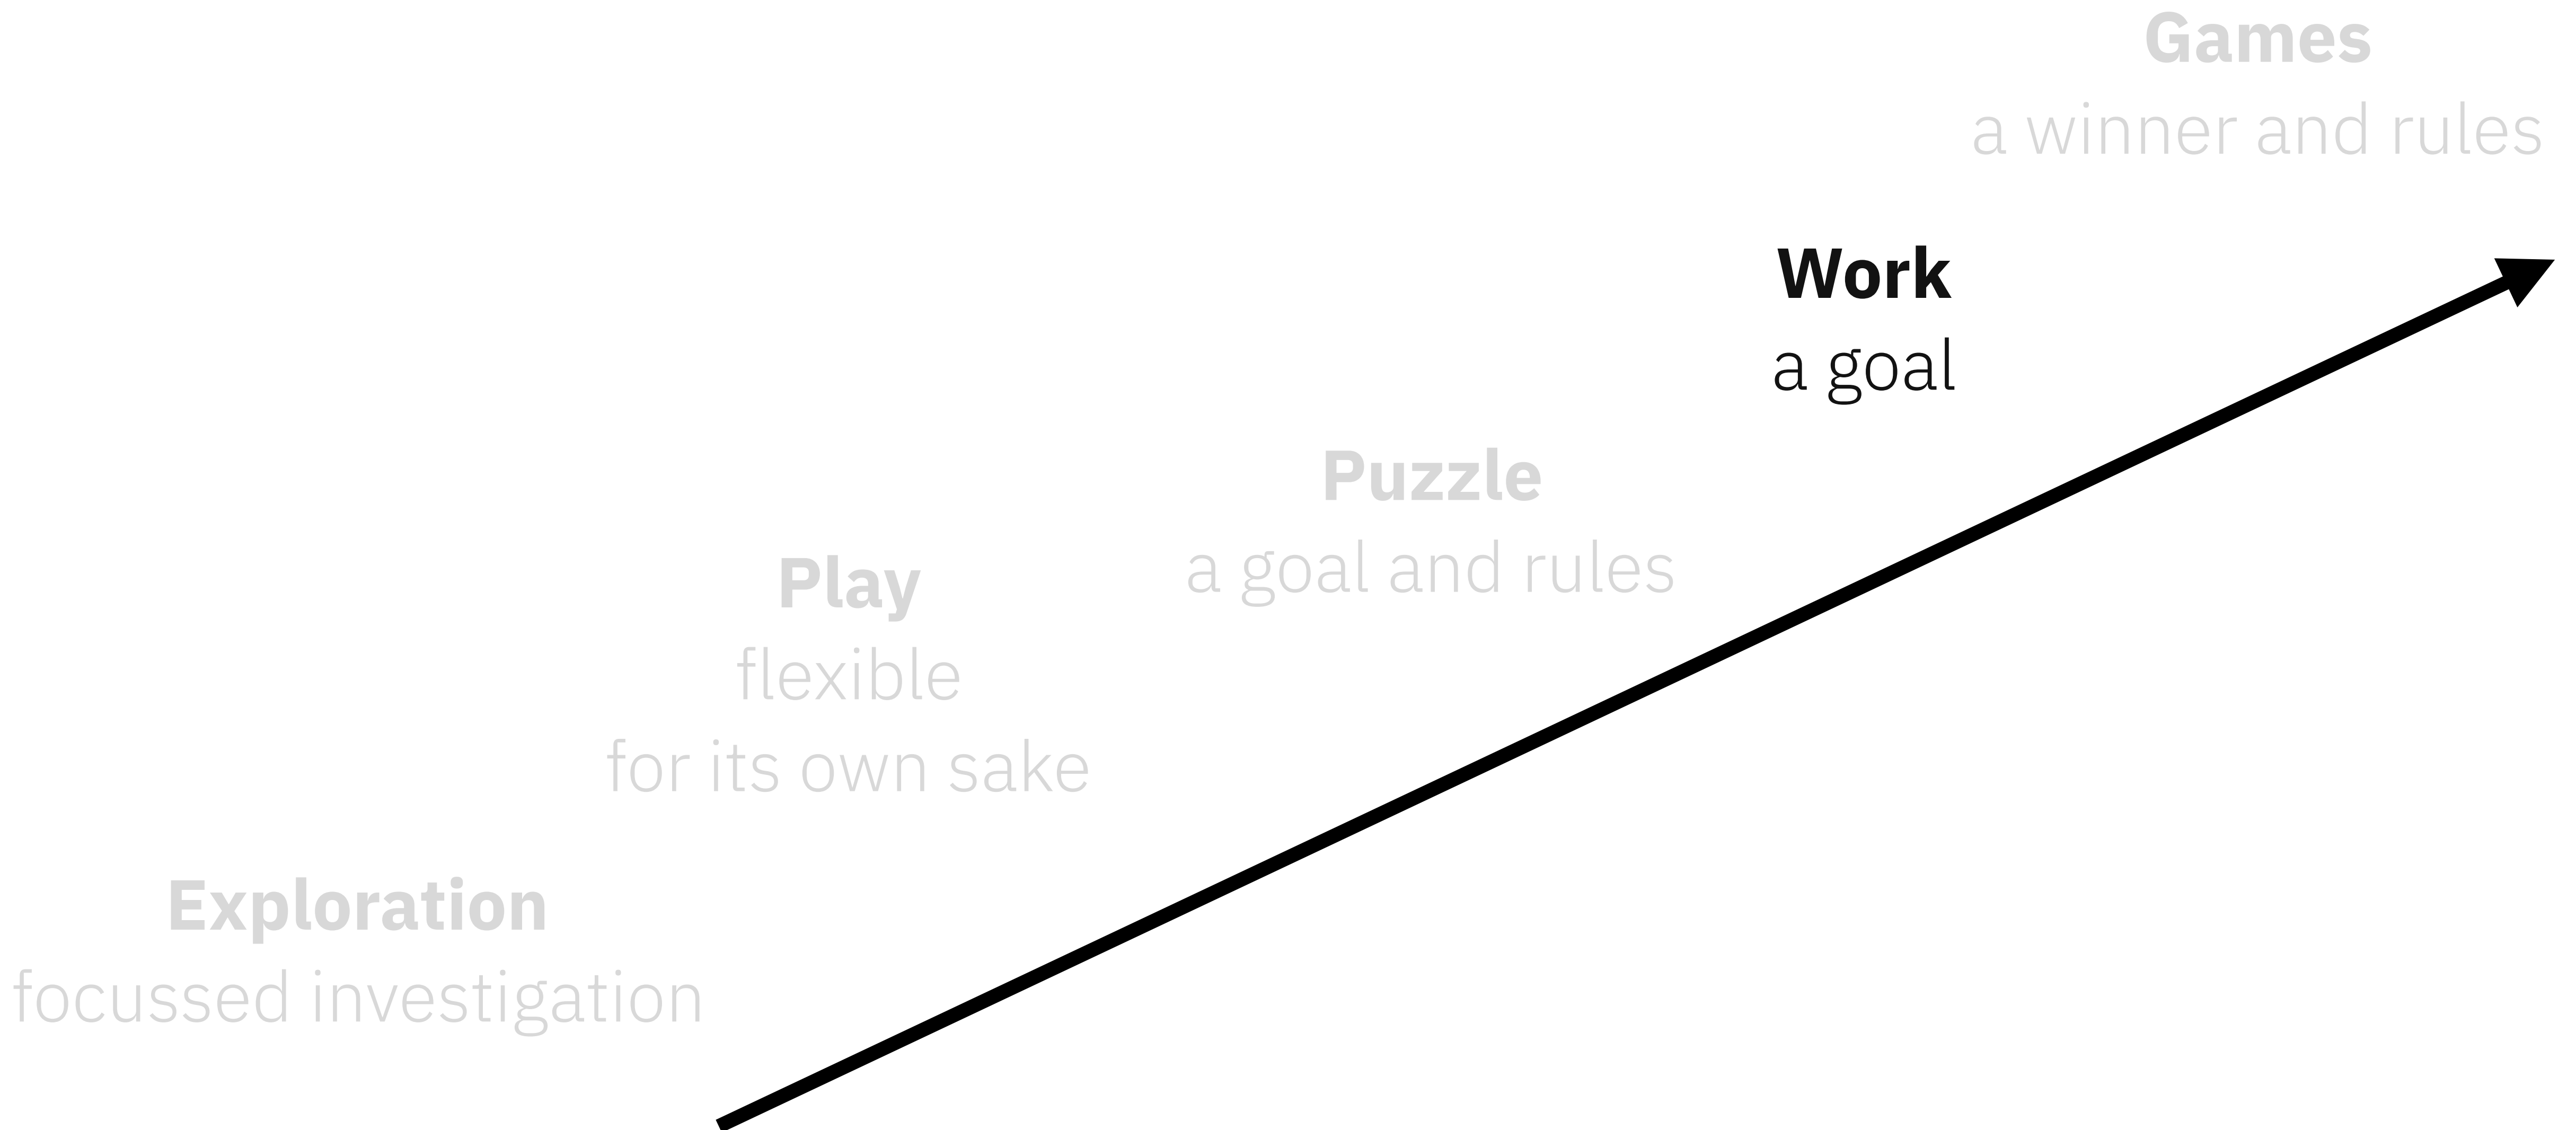 Games
a winner and rules
Work
a goal
Puzzle
a goal and rules
Play
flexible
for its own sake
Exploration
focussed investigation